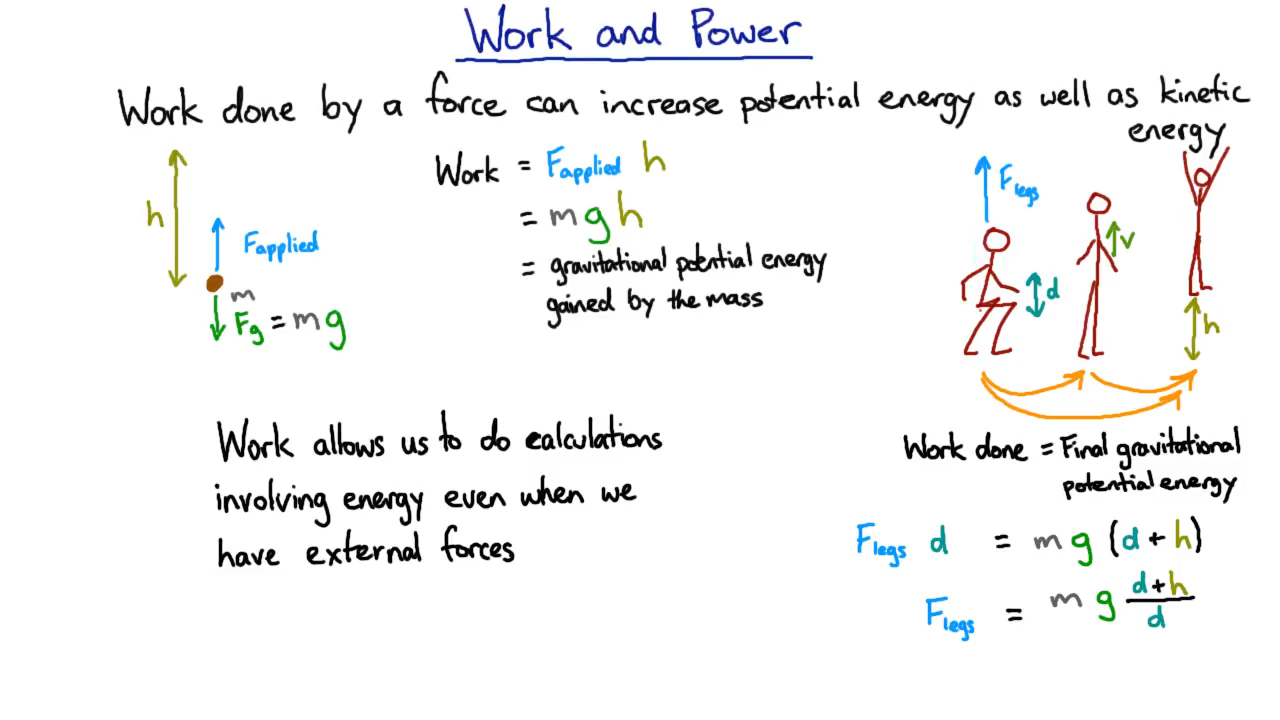 Work and Power
Work done by a force can increase potential energy as well as kinetic
energy
h
Fapplied
m
Fg = mg
Work = Fapplied h
= mgh
= gravitational potential energy
gained by the mass
Flegs
d
v
h
Work allows us to do calculations
involving energy even when we
have external forces
Work done = Final gravitational
potential energy
Flegs d = mg (d+h)
Flegs = mg d+h/d